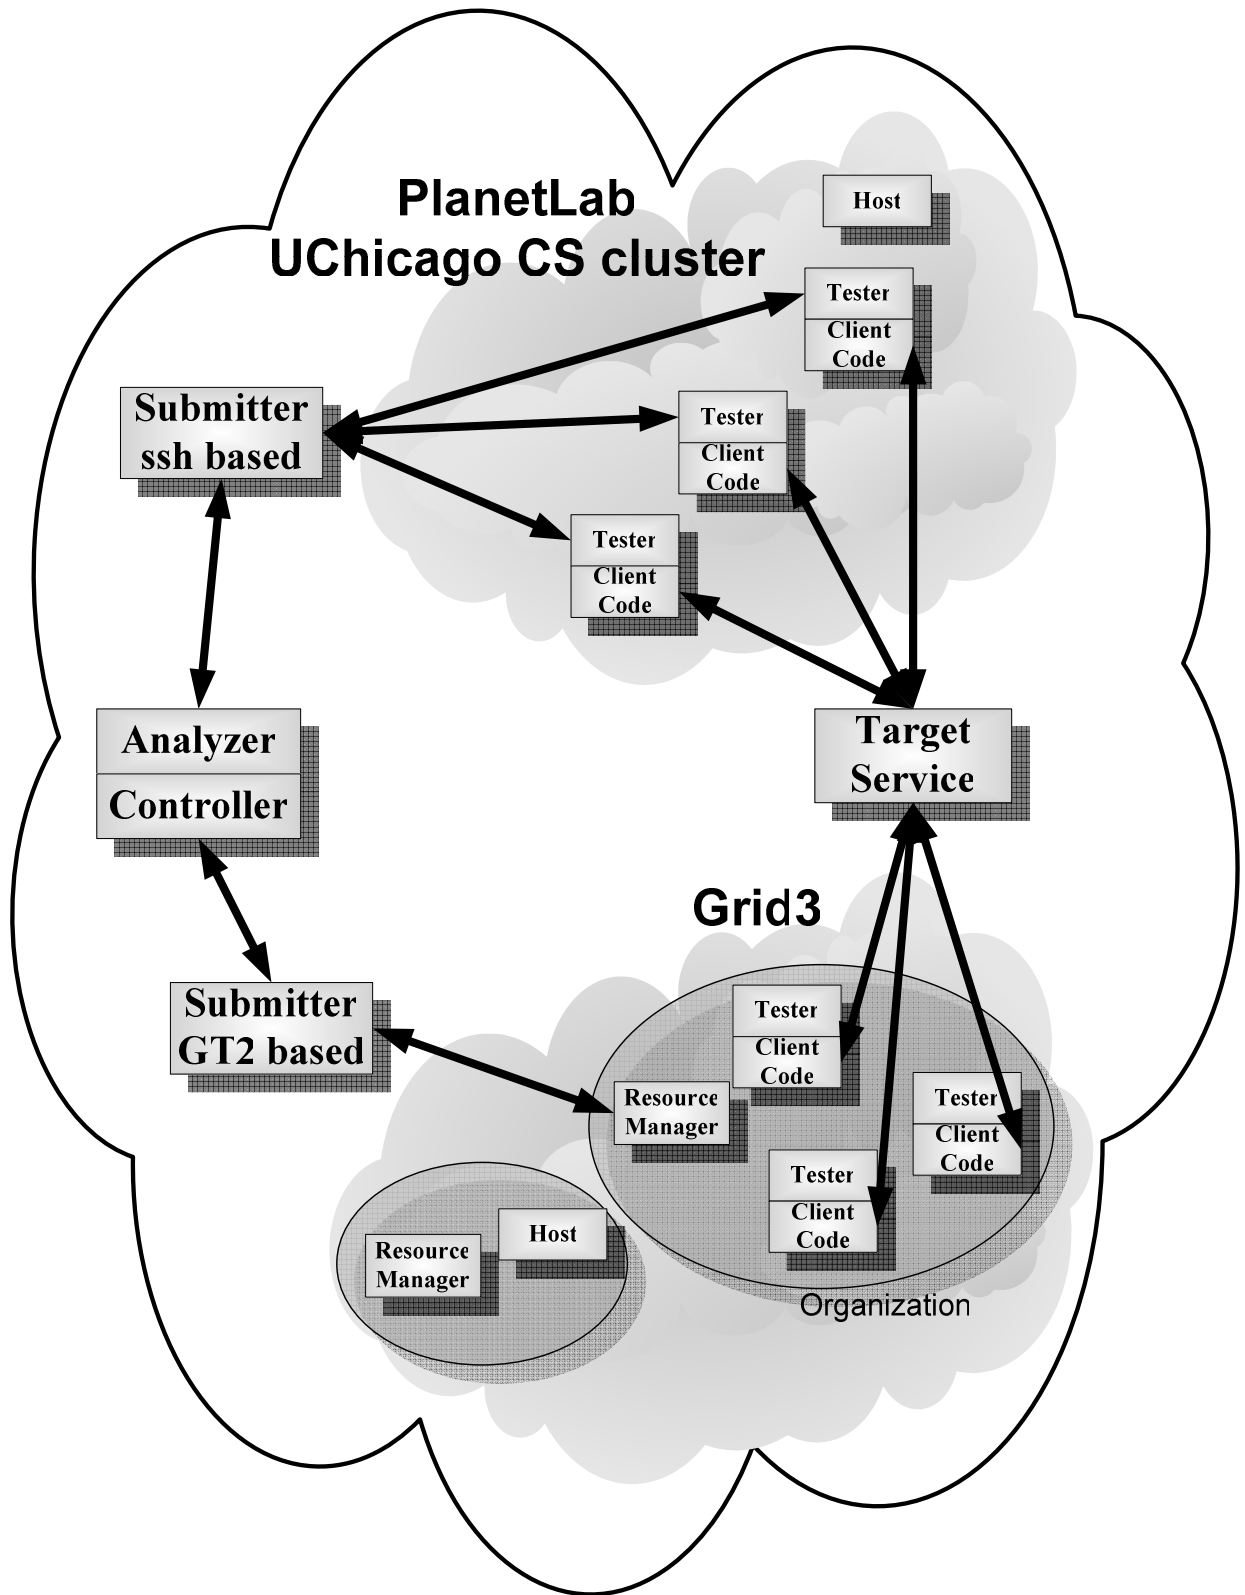 PlanetLab
UChicago CS cluster
Host
Tester
Client
Code
Submitter
ssh based
Tester
Client
Code
Tester
Client
Code
Analyzer
Controller
Target
Service
Grid3
Submitter
GT2 based
Tester
Client
Code
Resource
Manager
Tester
Client
Code
Tester
Client
Code
Host
Resource
Manager
Organization